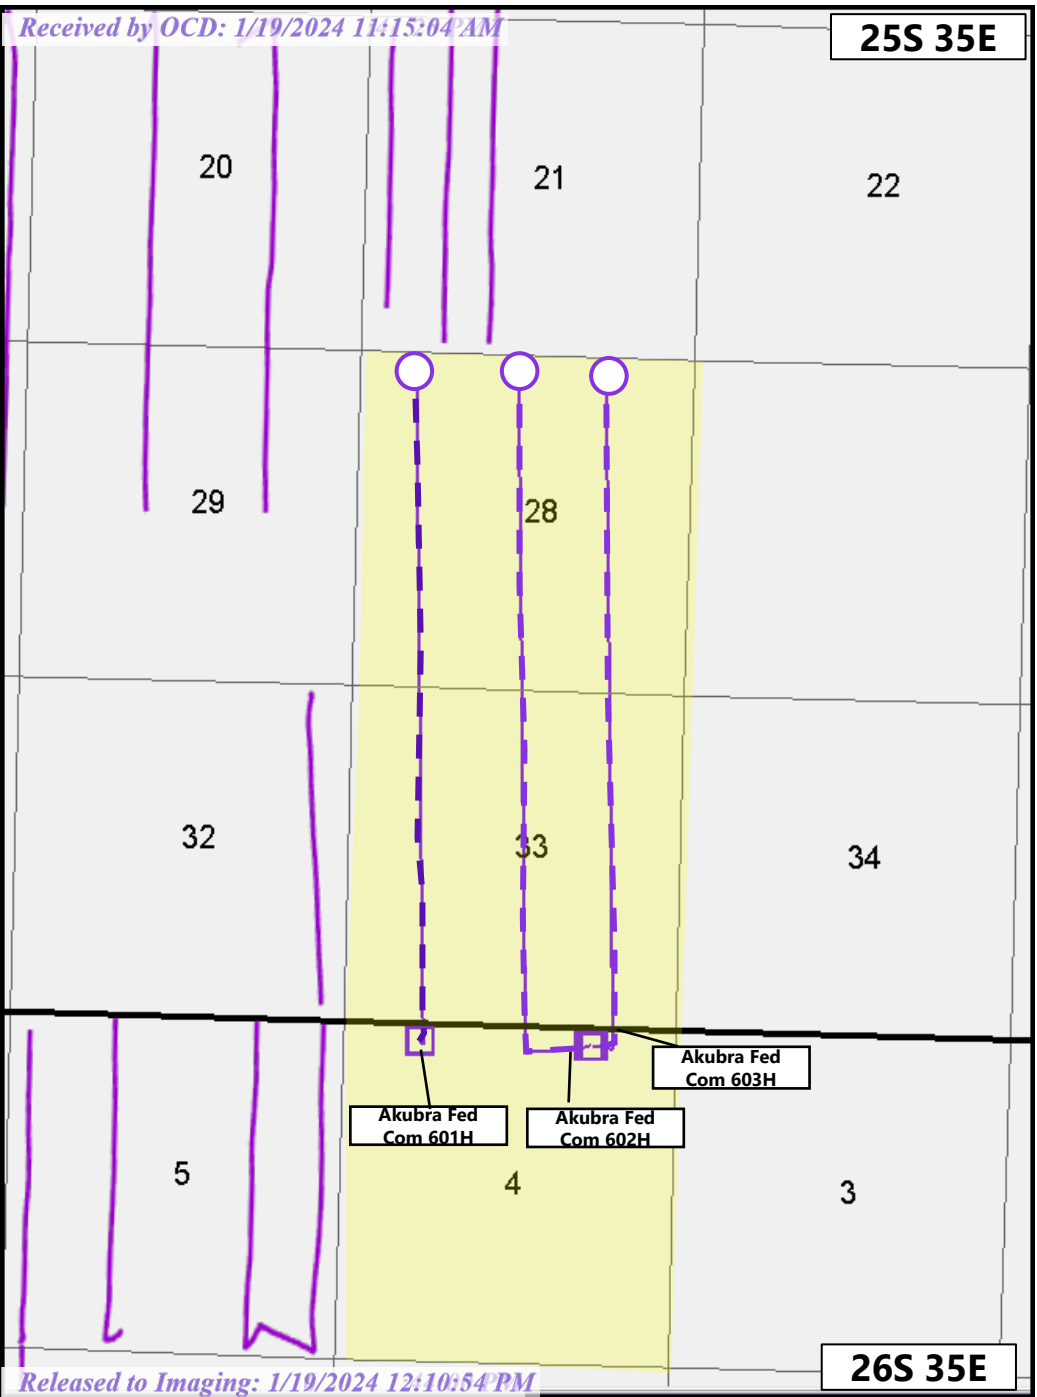 Received by OCD: 1/19/2024 11:15:04 AM
25S 35E
20
21
22
29
28
32
33
34
Akubra Fed
Com 603H
Akubra Fed
Com 601H
Akubra Fed
Com 602H
5
4
3
26S 35E
Released to Imaging: 1/19/2024 12:10:54 PM